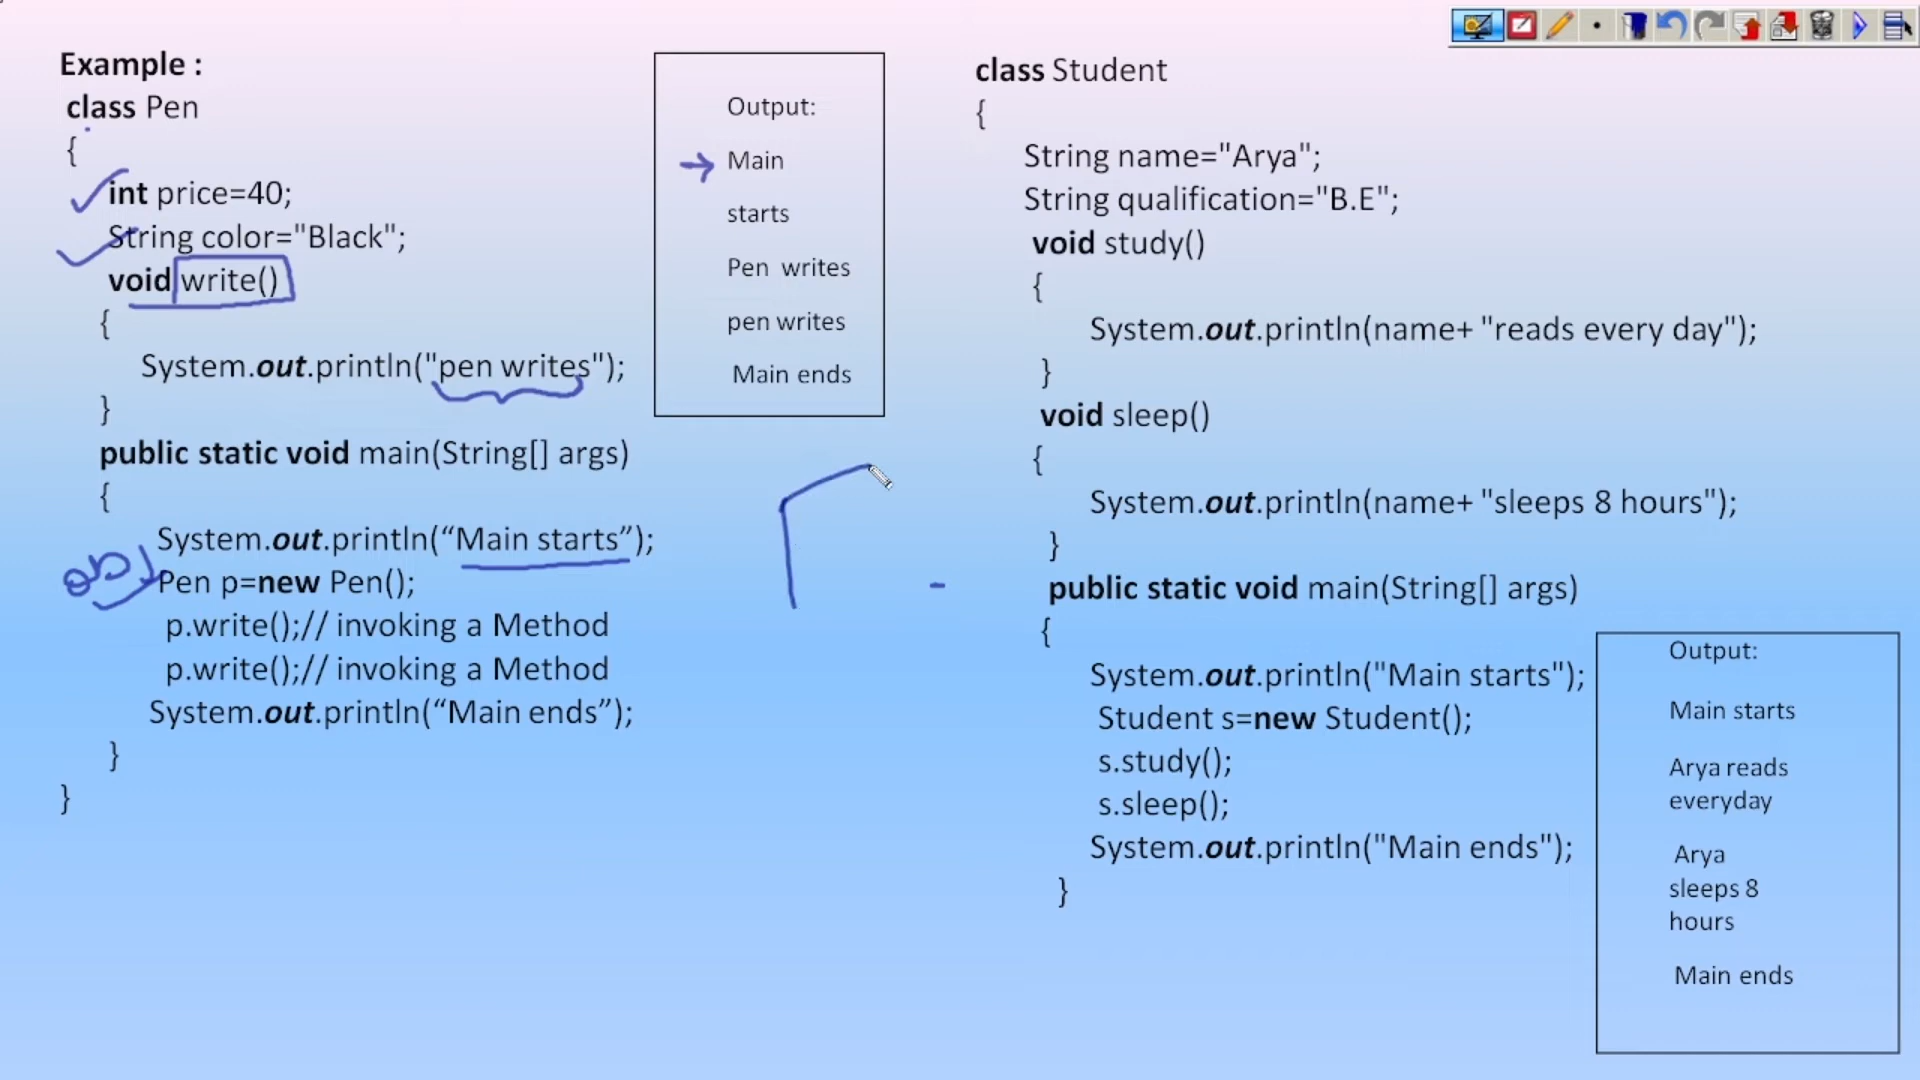 Example :
class Pen
{
int price=40;
String color="Black";
void write()
{
System.out.println("pen writes");
}
public static void main(String[] args)
{
System.out.println(“Main starts”);
obj
Pen p=new Pen();
p.write();// invoking a Method
p.write();// invoking a Method
System.out.println(“Main ends”);
}
}
Output:
Main
starts
Pen writes
pen writes
Main ends
class Student
{
String name="Arya";
String qualification="B.E";
void study()
{
System.out.println(name+ "reads every day");
}
void sleep()
{
System.out.println(name+ "sleeps 8 hours");
}
public static void main(String[] args)
{
System.out.println("Main starts");
Student s=new Student();
s.study();
s.sleep();
System.out.println("Main ends");
}
Output:
Main starts
Arya reads
everyday
Arya
sleeps 8
hours
Main ends